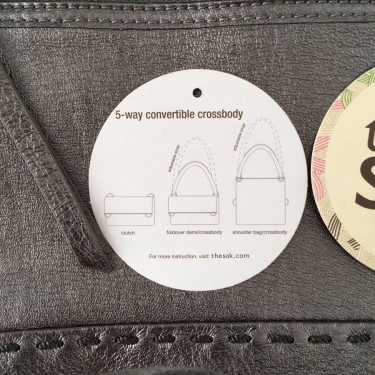 5-way convertible crossbody
adjustable strap
adjustable strap
clutch
foldover demi/crossbody
shoulder bag/crossbody
For more instruction, visit: thesak.com
t
S